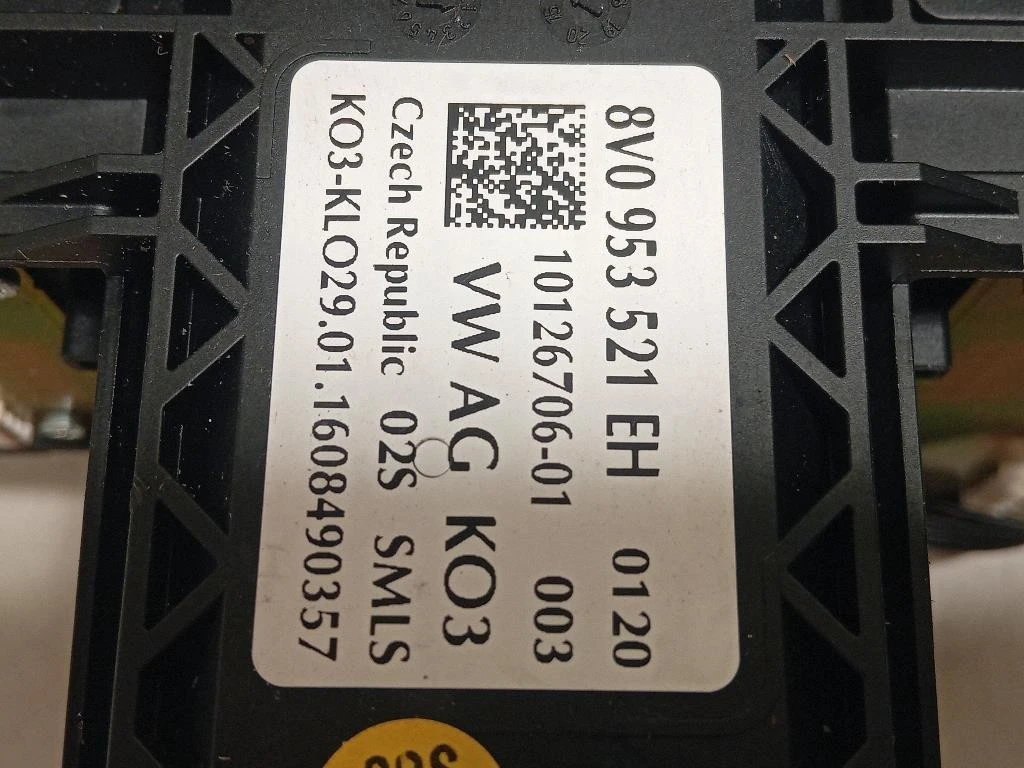 8V0 953 521 EH 0120
10126706-01 003
VW AG KO3
Czech Republic 02S SMLS
KO3-KLO29.01.1608490357